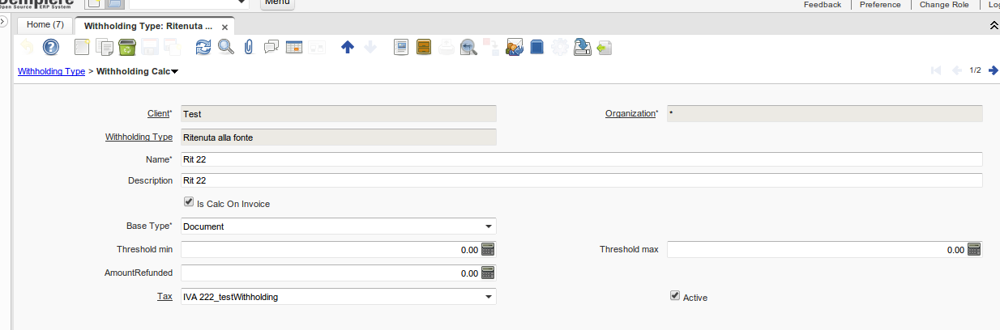 Open Source ERP System
Menu
Feedback Preference Change Role
Home (7) Withholding Type: Ritenuta ... ×
Withholding Type > Withholding Calc
1/2
Client* Test Organization* *
Withholding Type Ritenuta alla fonte
Name* Rit 22
Description Rit 22
Is Calc On Invoice
Base Type* Document
Threshold min 0.00 Threshold max 0.00
AmountRefunded 0.00
Tax IVA 222_testWithholding Active